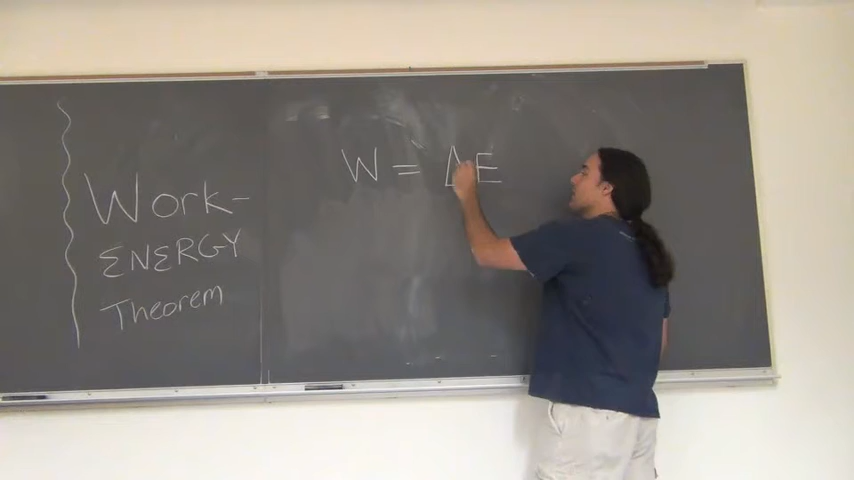 Work-
ENERGY
Theorem
W = ΔE